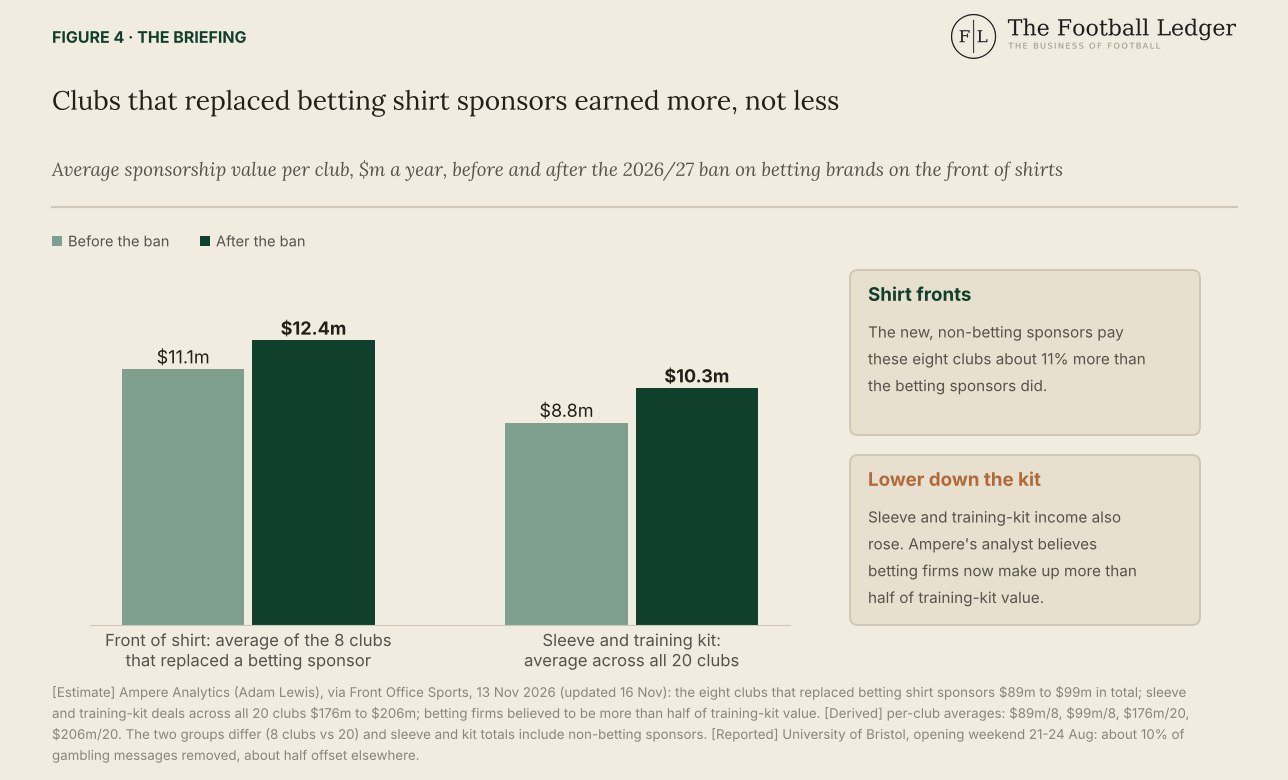 FIGURE 4 · THE BRIEFING
F L
The Football Ledger
THE BUSINESS OF FOOTBALL
Clubs that replaced betting shirt sponsors earned more, not less
Average sponsorship value per club, $m a year, before and after the 2026/27 ban on betting brands on the front of shirts
Before the ban
After the ban
$11.1m
$12.4m
$8.8m
$10.3m
Front of shirt: average of the 8 clubs
that replaced a betting sponsor
Sleeve and training kit:
average across all 20 clubs
Shirt fronts
The new, non-betting sponsors pay
these eight clubs about 11% more than
the betting sponsors did.
Lower down the kit
Sleeve and training-kit income also
rose. Ampere's analyst believes
betting firms now make up more than
half of training-kit value.
[Estimate] Ampere Analytics (Adam Lewis), via Front Office Sports, 13 Nov 2026 (updated 16 Nov): the eight clubs that replaced betting shirt sponsors $89m to $99m in total; sleeve
and training-kit deals across all 20 clubs $176m to $206m; betting firms believed to be more than half of training-kit value. [Derived] per-club averages: $89m/8, $99m/8, $176m/20,
$206m/20. The two groups differ (8 clubs vs 20) and sleeve and kit totals include non-betting sponsors. [Reported] University of Bristol, opening weekend 21-24 Aug: about 10% of
gambling messages removed, about half offset elsewhere.